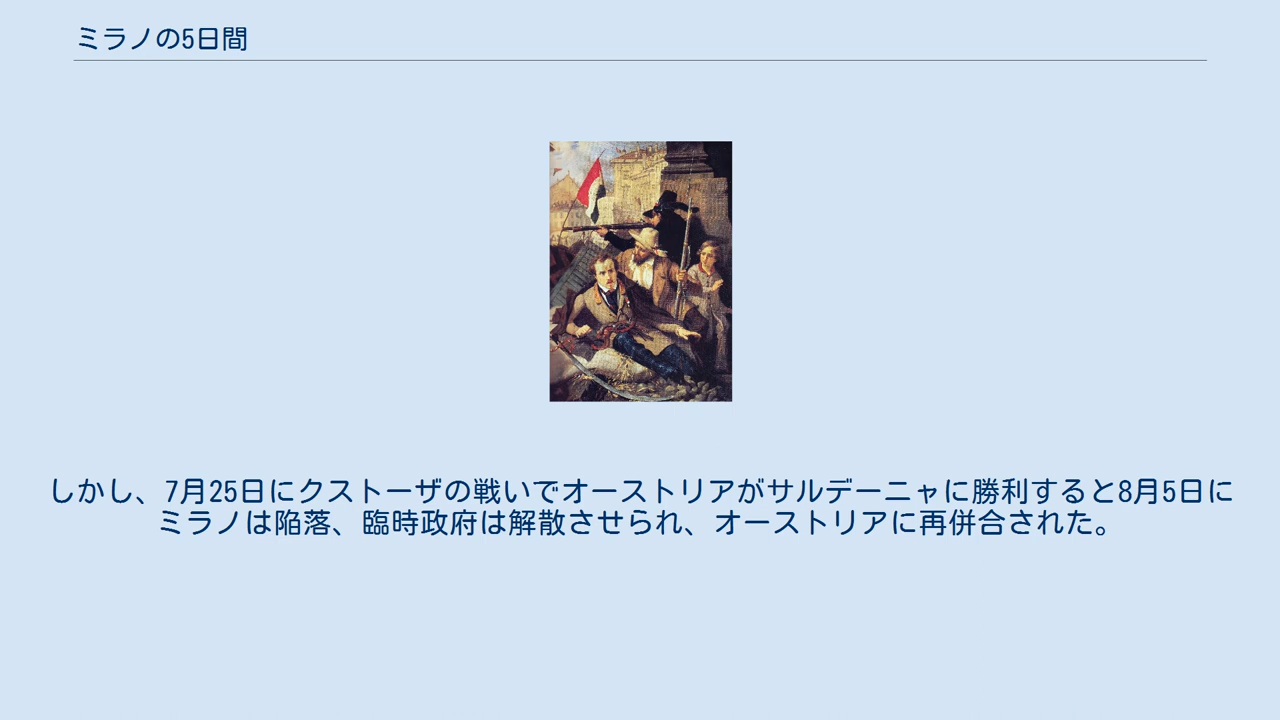 ミラノの5日間
しかし、7月25日にクストーザの戦いでオーストリアがサルデーニャに勝利すると8月5日に
ミラノは陥落、臨時政府は解散させられ、オーストリアに再併合された。